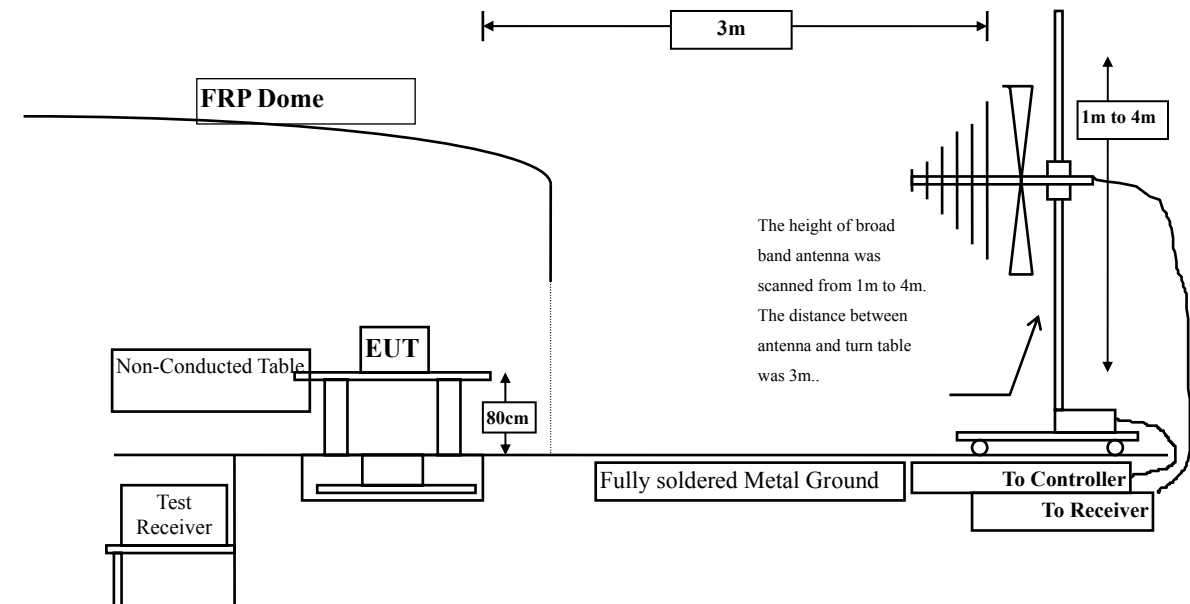 3m
FRP Dome
1m to 4m
The height of broad
band antenna was
scanned from 1m to 4m.
The distance between
antenna and turn table
was 3m..
EUT
Non-Conducted Table
80cm
Fully soldered Metal Ground
To Controller
To Receiver
Test
Receiver